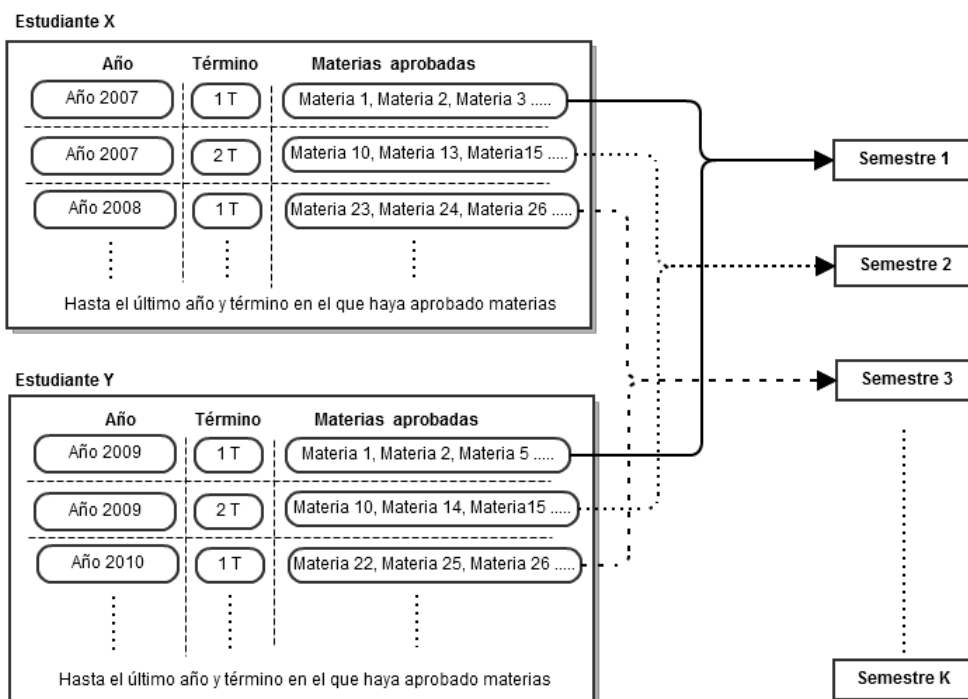 Estudiante X
Año Término Materias aprobadas
Año 2007 1 T Materia 1, Materia 2, Materia 3 .....
Año 2007 2 T Materia 10, Materia 13, Materia15 .....
Año 2008 1 T Materia 23, Materia 24, Materia 26 .....
Hasta el último año y término en el que haya aprobado materias
Semestre 1
Semestre 2
Semestre 3
Semestre K
Estudiante Y
Año Término Materias aprobadas
Año 2009 1 T Materia 1, Materia 2, Materia 5 .....
Año 2009 2 T Materia 10, Materia 14, Materia15 .....
Año 2010 1 T Materia 22, Materia 25, Materia 26 .....
Hasta el último año y término en el que haya aprobado materias